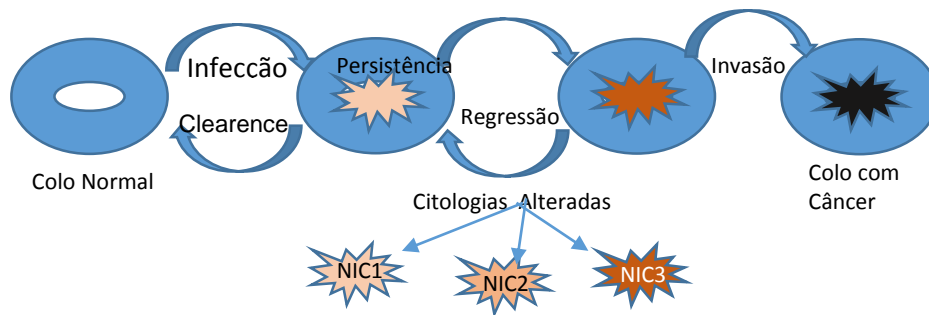 Infecção
Persistência
Invasão
Clearence
Regressão
Colo Normal
Colo com
Câncer
Citologias Alteradas
NIC1
NIC2
NIC3